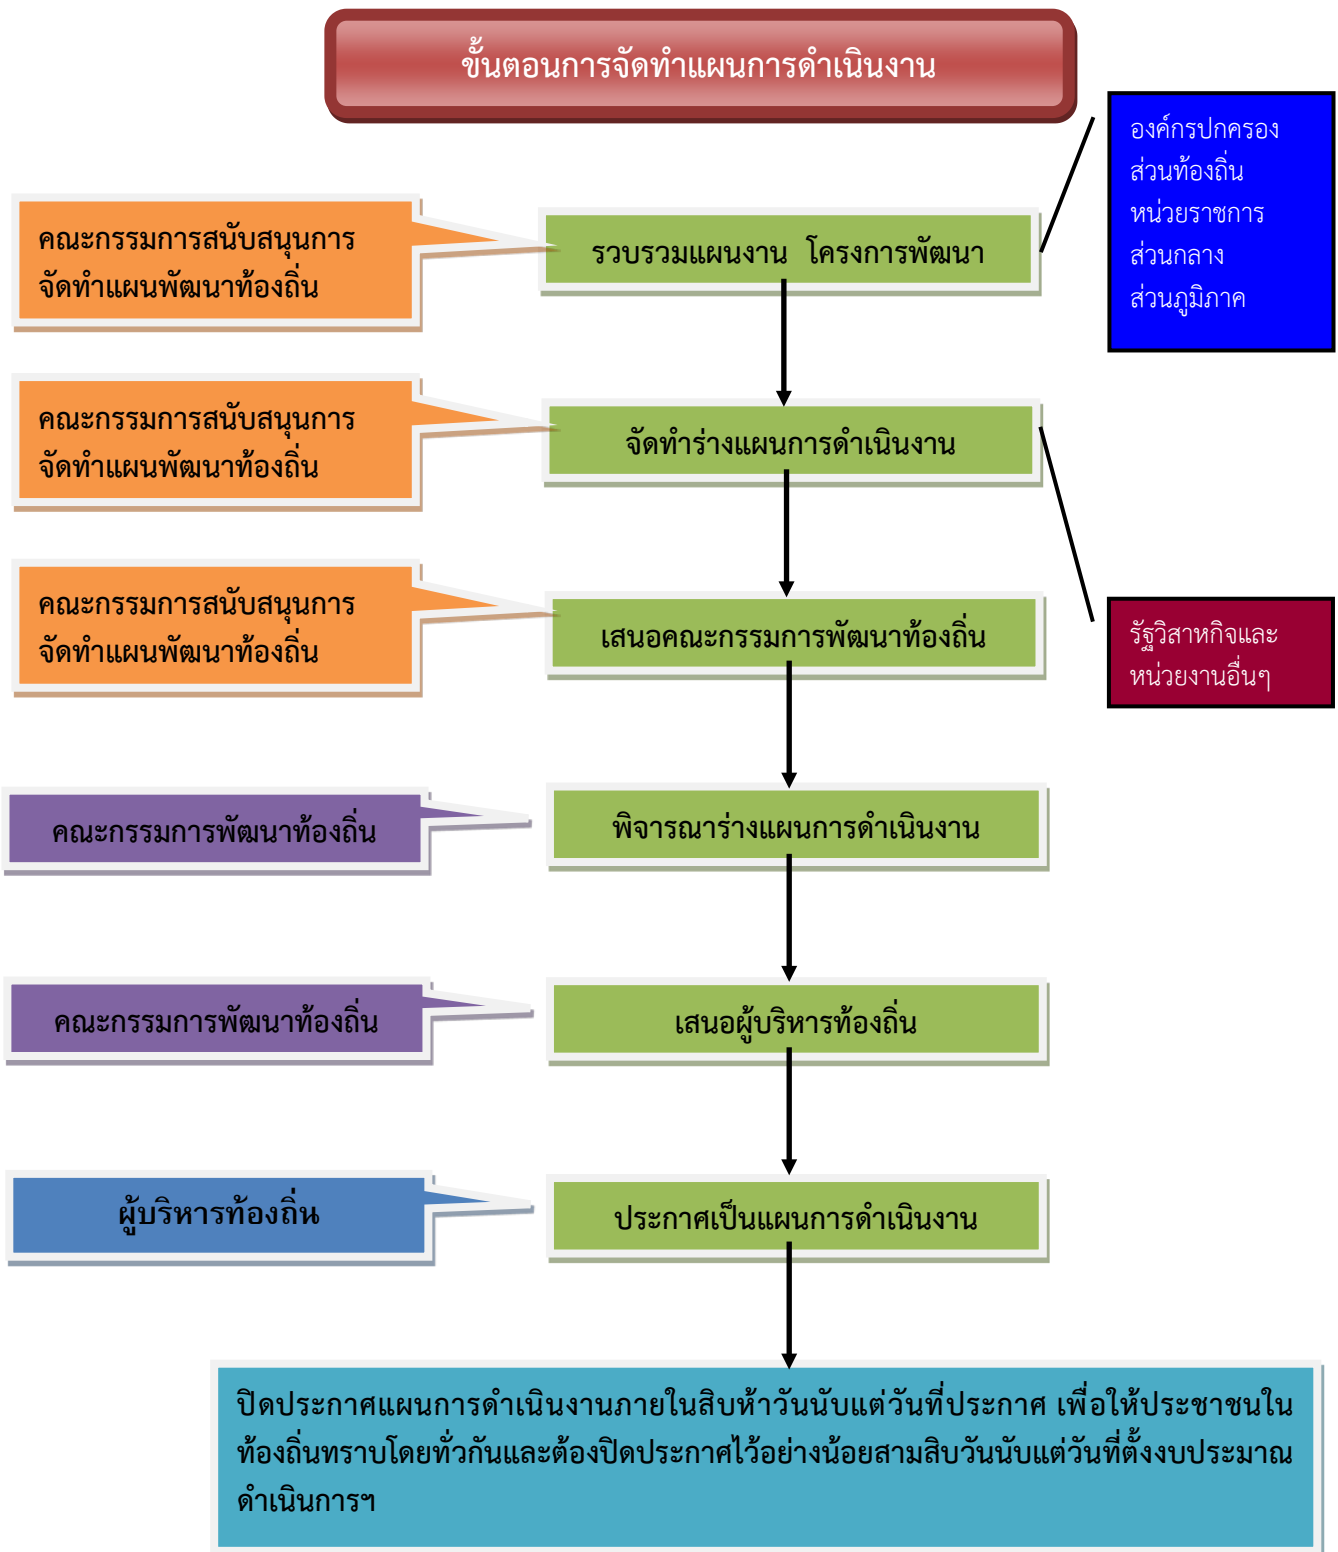 ขั้นตอนการจัดทำแผนการดำเนินงาน
องค์กรปกครอง
ส่วนท้องถิ่น
หน่วยราชการ
ส่วนกลาง
ส่วนภูมิภาค
คณะกรรมการสนับสนุนการ
จัดทำแผนพัฒนาท้องถิ่น
รวบรวมแผนงาน โครงการพัฒนา
คณะกรรมการสนับสนุนการ
จัดทำแผนพัฒนาท้องถิ่น
จัดทำร่างแผนการดำเนินงาน
คณะกรรมการสนับสนุนการ
จัดทำแผนพัฒนาท้องถิ่น
เสนอคณะกรรมการพัฒนาท้องถิ่น
รัฐวิสาหกิจและ
หน่วยงานอื่นๆ
คณะกรรมการพัฒนาท้องถิ่น
พิจารณาร่างแผนการดำเนินงาน
คณะกรรมการพัฒนาท้องถิ่น
เสนอผู้บริหารท้องถิ่น
ผู้บริหารท้องถิ่น
ประกาศเป็นแผนการดำเนินงาน
ปิดประกาศแผนการดำเนินงานภายในสิบห้าวันนับแต่วันที่ประกาศ เพื่อให้ประชาชนใน
ท้องถิ่นทราบโดยทั่วกันและต้องปิดประกาศไว้อย่างน้อยสามสิบวันนับแต่วันที่ตั้งงบประมาณ
ดำเนินการฯ